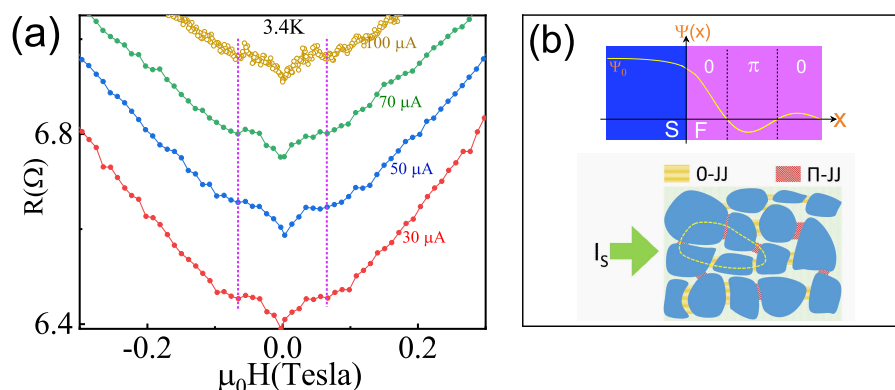 (a)
3.4K
100 μA
70 μA
50 μA
30 μA
6.8
6.4
R(Ω)
-0.2
0.0
0.2
μ₀H(Tesla)
(b)
Ψ(x)
Ψ₀
0
π
0
S
F
X
0-JJ
Π-JJ
Iₛ